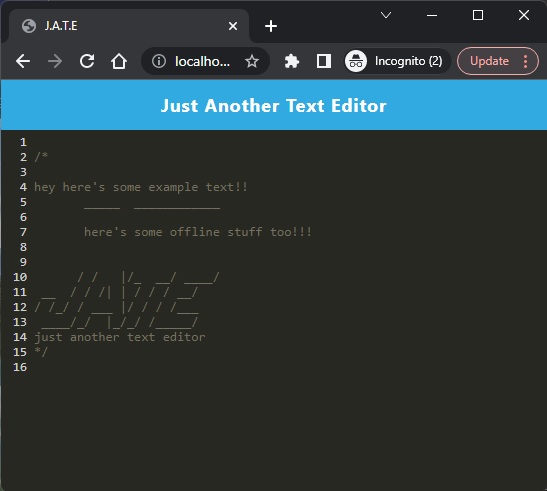 J.A.T.E
localho...
Incognito (2)
Update
Just Another Text Editor
1
2 /*
3
4 hey here's some example text!!
5        _____  ____________
6
7        here's some offline stuff too!!!
8
9
10       / /   |/_  __/ ____/
11  __  / / /| | / / / __/
12 / /_/ / ___ |/ / / /___
13  ____/_/  |_/_/ /_____/
14 just another text editor
15 */
16